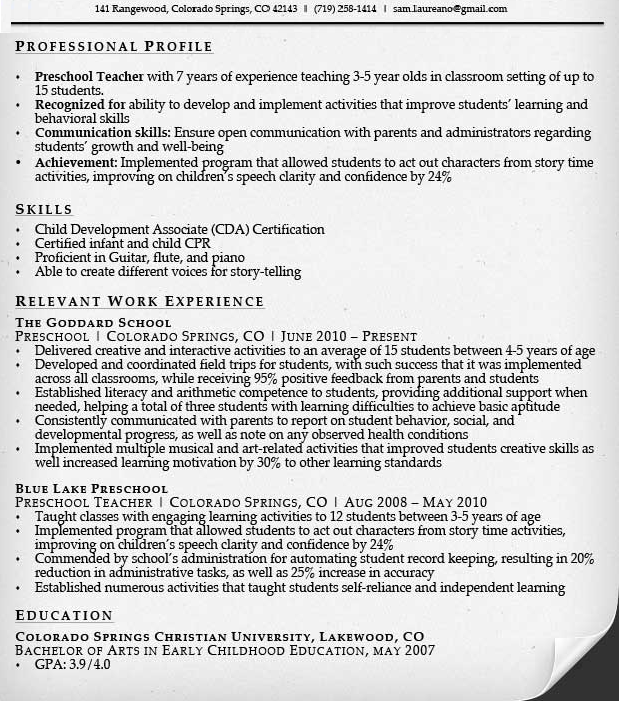 141 Rangewood, Colorado Springs, CO 42143 || (719) 258-1414 | sam.laureano@gmail.com
PROFESSIONAL PROFILE
• Preschool Teacher with 7 years of experience teaching 3-5 year olds in classroom setting of up to
15 students.
• Recognized for ability to develop and implement activities that improve students' learning and
behavioral skills
• Communication skills: Ensure open communication with parents and administrators regarding
students' growth and well-being
• Achievement: Implemented program that allowed students to act out characters from story time
activities, improving on children's speech clarity and confidence by 24%
SKILLS
• Child Development Associate (CDA) Certification
• Certified infant and child CPR
• Proficient in Guitar, flute, and piano
• Able to create different voices for story-telling
RELEVANT WORK EXPERIENCE
THE GODDARD SCHOOL
PRESCHOOL | COLORADO SPRINGS, CO | JUNE 2010 – PRESENT
• Delivered creative and interactive activities to an average of 15 students between 4-5 years of age
• Developed and coordinated field trips for students, with such success that it was implemented
across all classrooms, while receiving 95% positive feedback from parents and students
• Established literacy and arithmetic competence to students, providing additional support when
needed, helping a total of three students with learning difficulties to achieve basic aptitude
• Consistently communicated with parents to report on student behavior, social, and
developmental progress, as well as note on any observed health conditions
• Implemented multiple musical and art-related activities that improved students creative skills as
well increased learning motivation by 30% to other learning standards
BLUE LAKE PRESCHOOL
PRESCHOOL TEACHER | COLORADO SPRINGS, CO | AUG 2008 – MAY 2010
• Taught classes with engaging learning activities to 12 students between 3-5 years of age
• Implemented program that allowed students to act out characters from story time activities,
improving on children's speech clarity and confidence by 24%
• Commended by school's administration for automating student record keeping, resulting in 20%
reduction in administrative tasks, as well as 25% increase in accuracy
• Established numerous activities that taught students self-reliance and independent learning
EDUCATION
COLORADO SPRINGS CHRISTIAN UNIVERSITY, LAKEWOOD, CO
BACHELOR OF ARTS IN EARLY CHILDHOOD EDUCATION, MAY 2007
• GPA: 3.9/4.0